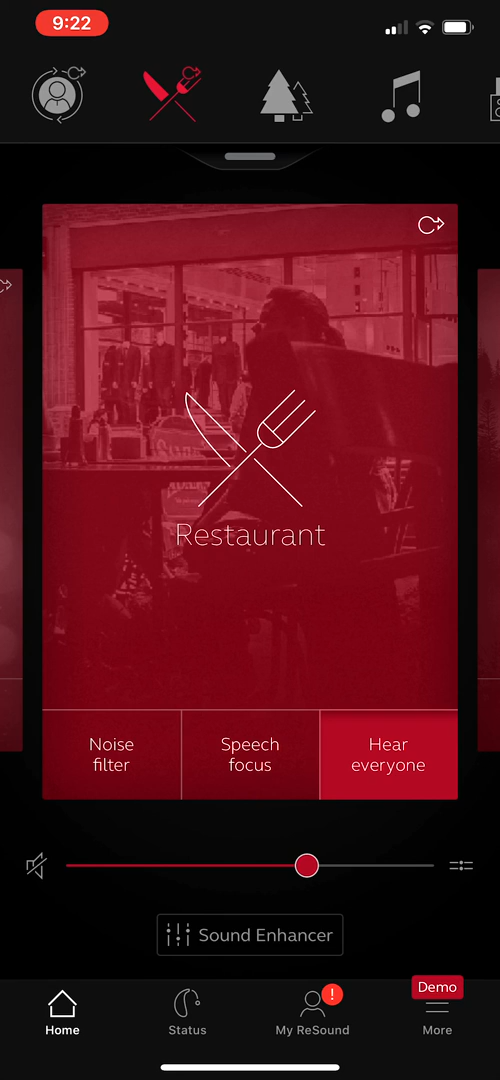 9:22
Restaurant
Noise
filter
Speech
focus
Hear
everyone
Sound Enhancer
Demo
!
Home
Status
My ReSound
More